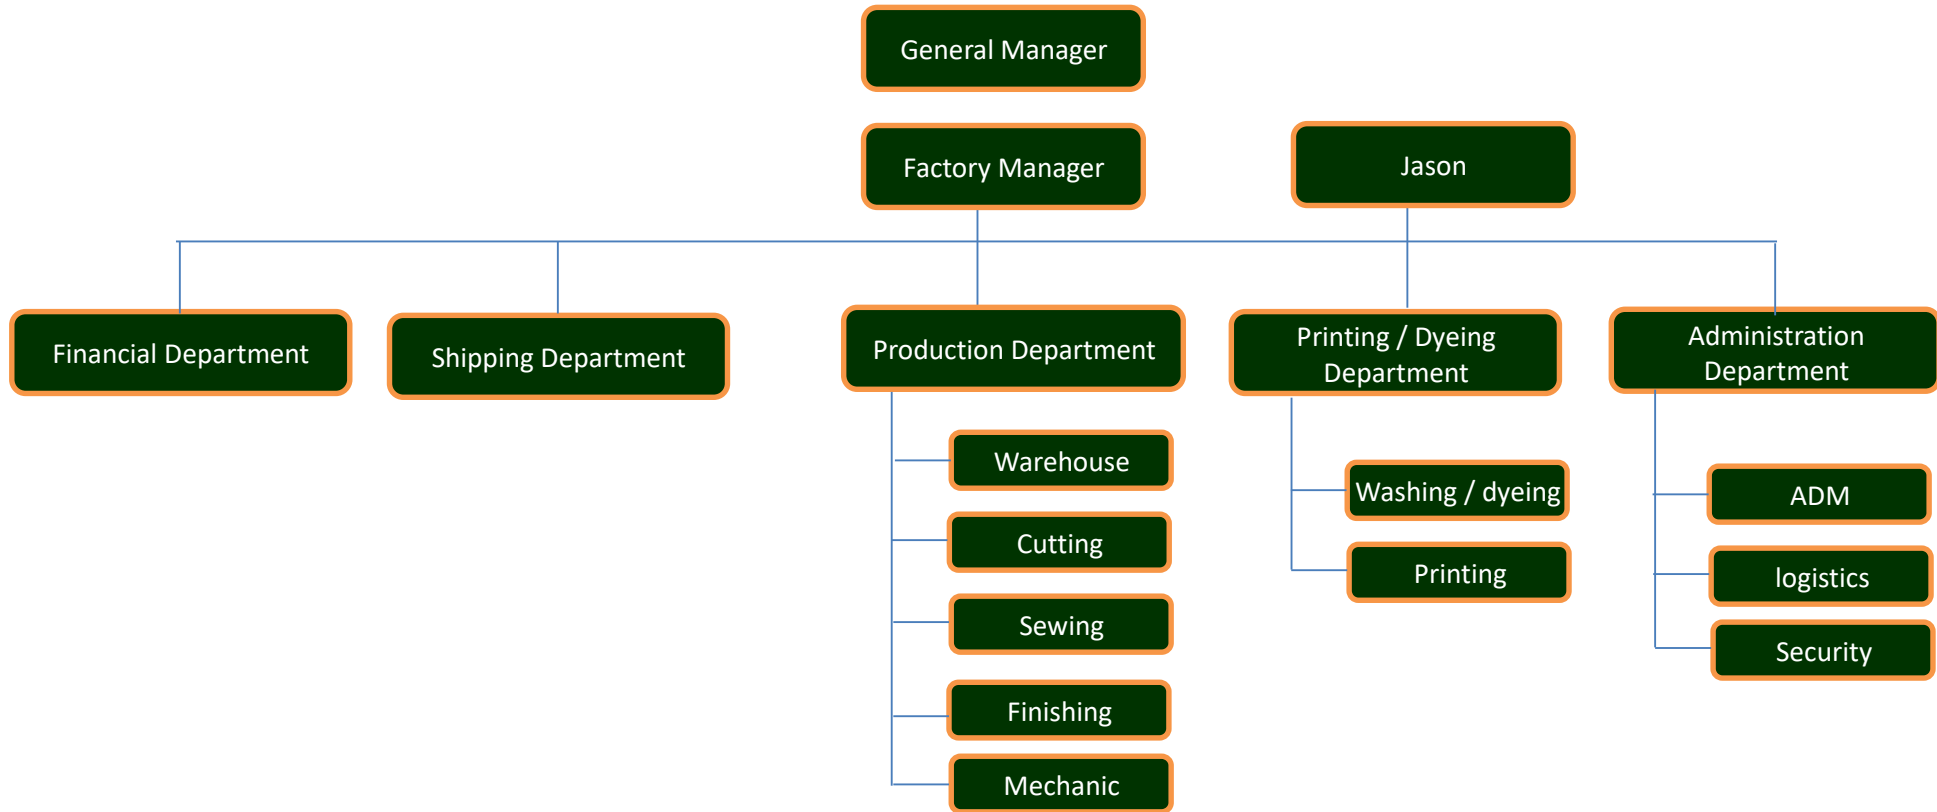 General Manager
Factory Manager
Jason
Financial Department
Shipping Department
Production Department
Printing / Dyeing
Department
Administration
Department
Warehouse
Cutting
Sewing
Finishing
Mechanic
Washing / dyeing
Printing
ADM
logistics
Security